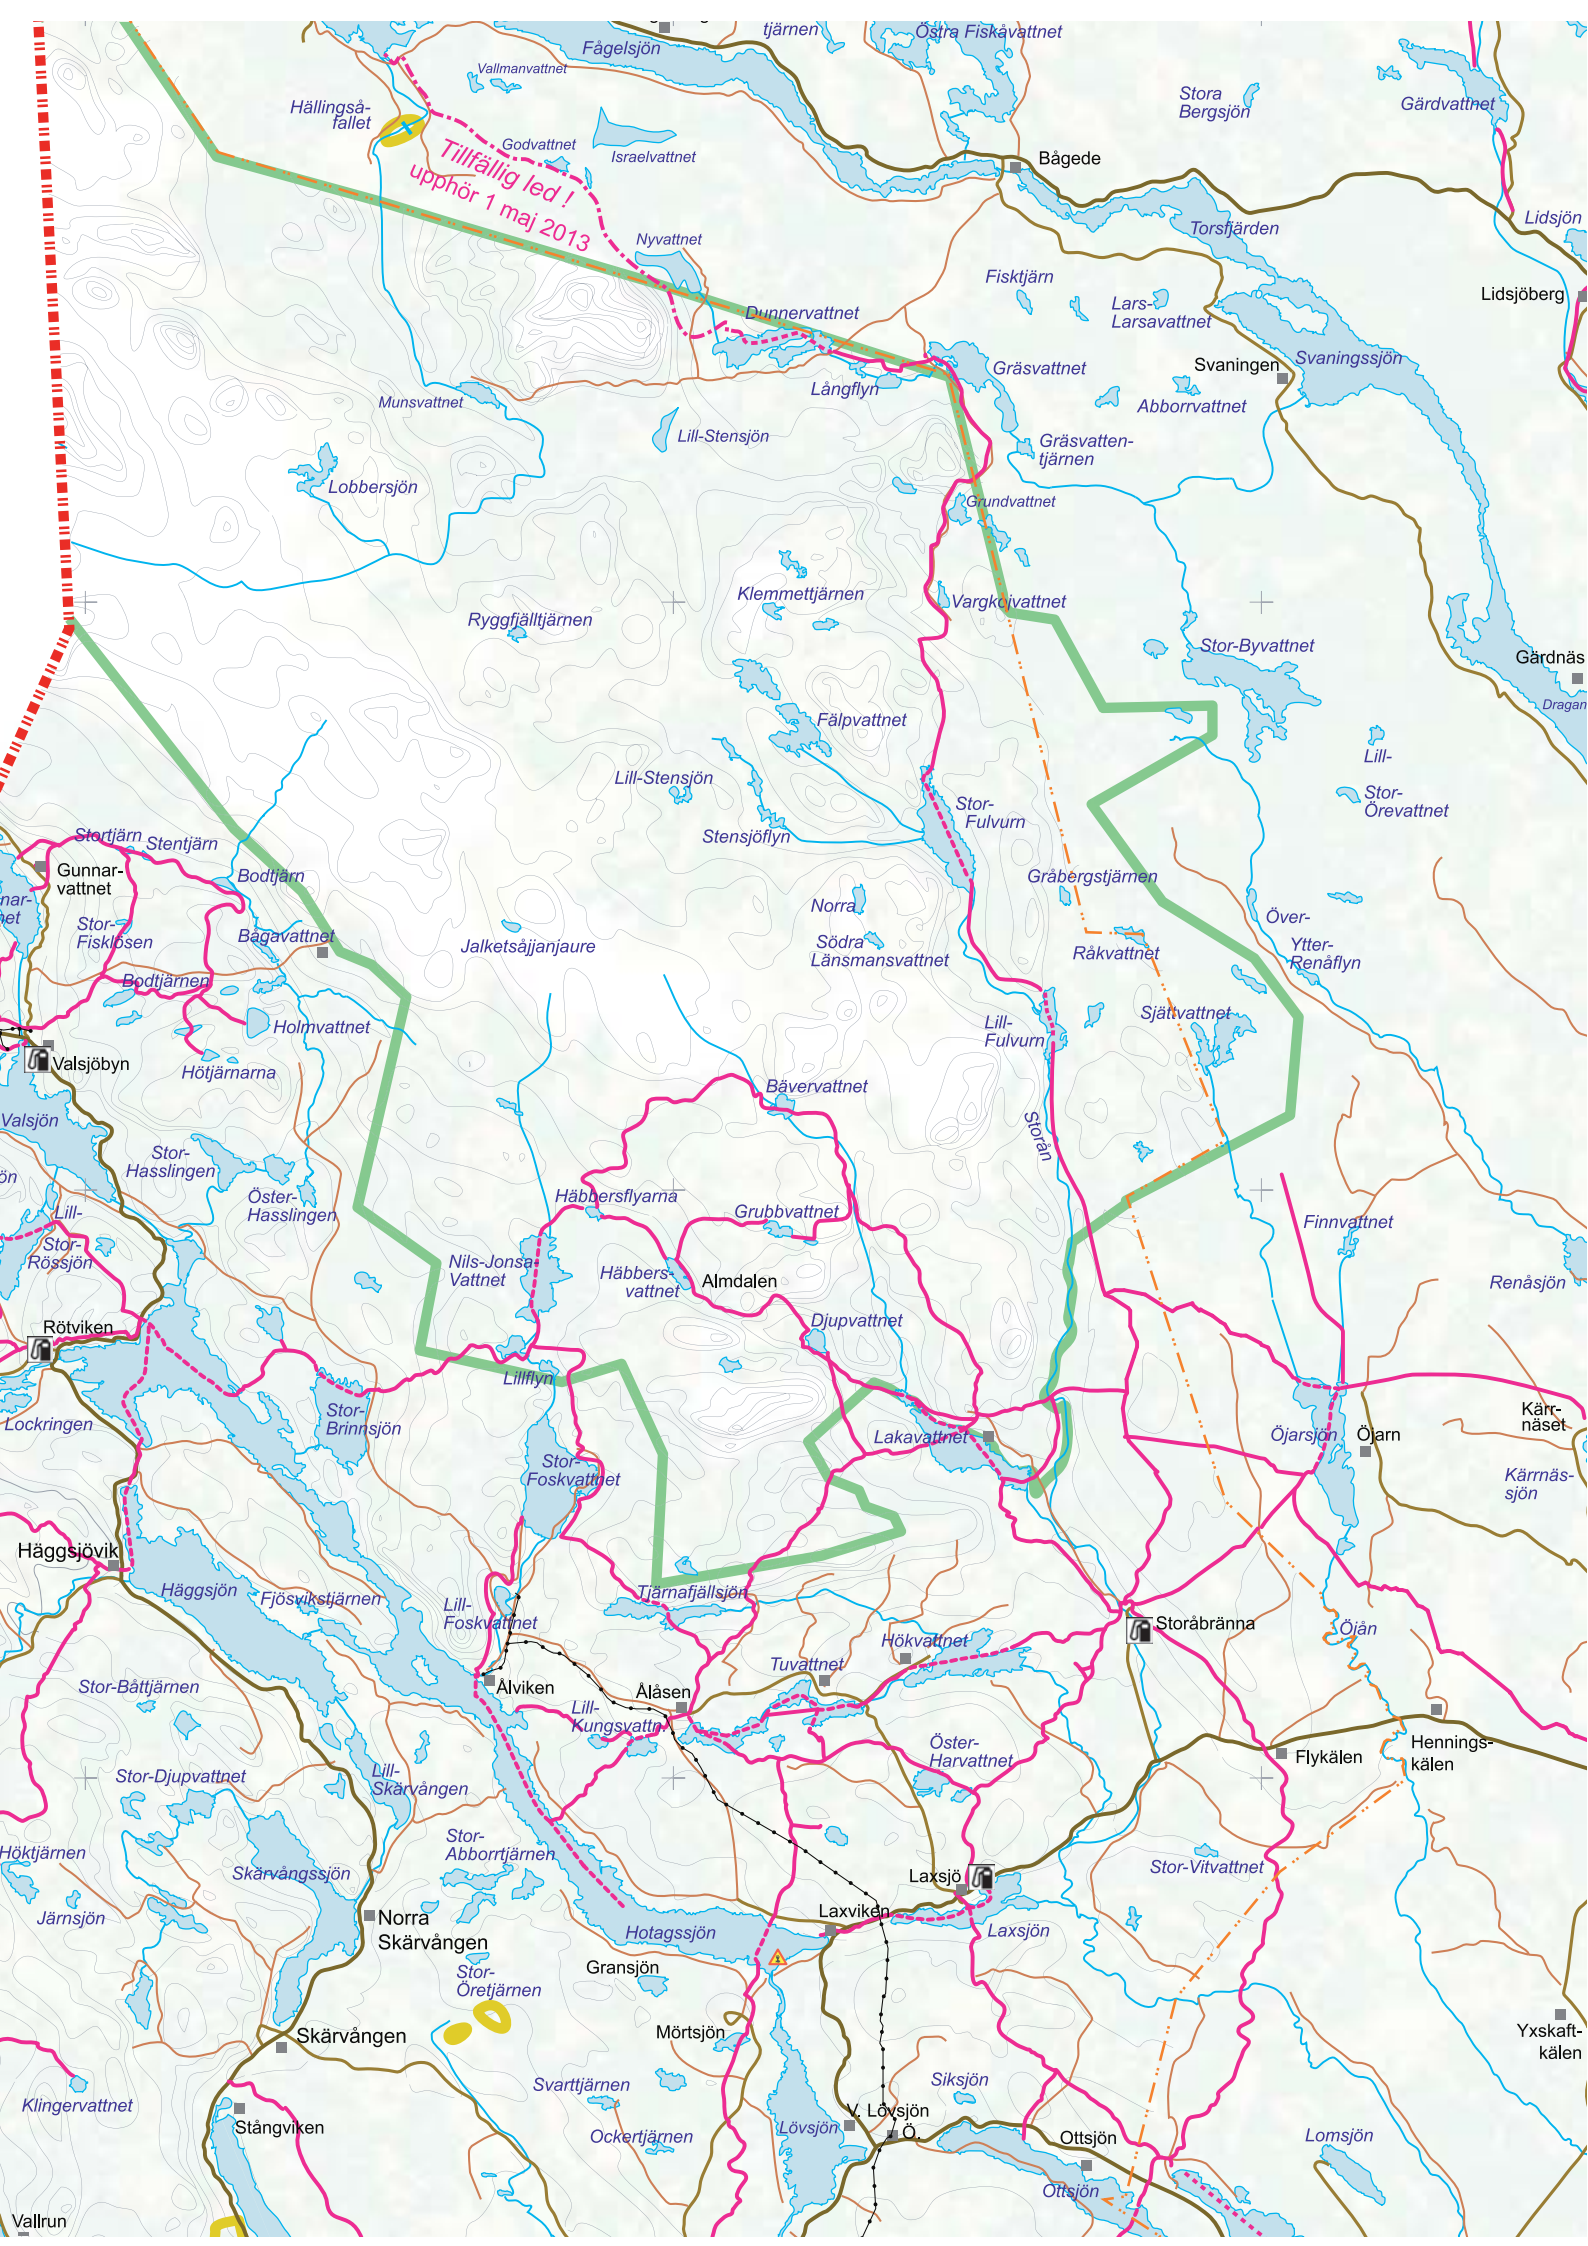 tjärnen
Östra Fiskåvattnet
Fågelsjön
Vallmanvattnet
Stora
Bergsjön
Gärdvattnet
Hällingså-
fallet
Godvattnet
Israelvattnet
Tillfällig led !
upphör 1 maj 2013
Bågede
Lidsjön
Torsfjärden
Nyvattnet
Fisktjärn
Lars-
Larsavattnet
Lidsjöberg
Dunnervattnet
Svaningen
Svaningssjön
Gräsvattnet
Långflyn
Munsvattnet
Abborrvattnet
Lill-Stensjön
Gräsvatten-
tjärnen
Lobbersjön
Grundvattnet
Klemmettjärnen
Vargkojvattnet
Ryggfjälltjärnen
Stor-Byvattnet
Gärdnäs
Dragan
Fälpvattnet
Lill-
Stor-
Örevattnet
Lill-Stensjön
Stor-
Fulvurn
Stensjöflyn
Stortjärn
Stentjärn
Gunnar-
vattnet
Bodtjärn
Gråbergstjärnen
nar-
net
Stor-
Fisklösen
Norra
Över-
Bågavattnet
Jalketsåjjanjaure
Södra
Länsmansvattnet
Råkvattnet
Ytter-
Renåflyn
Bodtjärnen
Holmvattnet
Lill-
Fulvurn
Sjättvattnet
Valsjöbyn
Hötjärnarna
Bävervattnet
Valsjön
Storån
Stor-
Hasslingen
ön
Öster-
Hasslingen
Häbbersflyarna
Grubbvattnet
Finnvattnet
Lill-
Stor-
Rössjön
Nils-Jonsa-
Vattnet
Häbbers-
vattnet
Almdalen
Renåsjön
Rötviken
Djupvattnet
Lillflyn
Lockringen
Stor-
Brinnsjön
Lakavattnet
Öjarsjön
Öjarn
Kärr-
näset
Stor-
Foskvattnet
Kärrnäs-
sjön
Häggsjövik
Häggsjön
Fjösvikstjärnen
Tjärnafjällsjön
Lill-
Foskvattnet
Storåbränna
Öjån
Hökvattnet
Tuvattnet
Stor-Båttjärnen
Ålviken
Ålåsen
Lill-
Kungsvattn.
Öster-
Harvattnet
Flykälen
Hennings-
kälen
Stor-Djupvattnet
Lill-
Skärvången
Stor-
Abborrtjärnen
Höktjärnen
Skärvångssjön
Stor-Vitvattnet
Laxsjö
Järnsjön
Norra
Skärvången
Laxviken
Hotagssjön
Laxsjön
Stor-
Öretjärnen
Gransjön
Skärvången
Mörtsjön
Yxskaft-
kälen
Klingervattnet
Svarttjärnen
Siksjön
Stångviken
Ockertjärnen
Lövsjön
V. Lövsjön
Ö.
Ottsjön
Lomsjön
Ottsjön
Vallrun